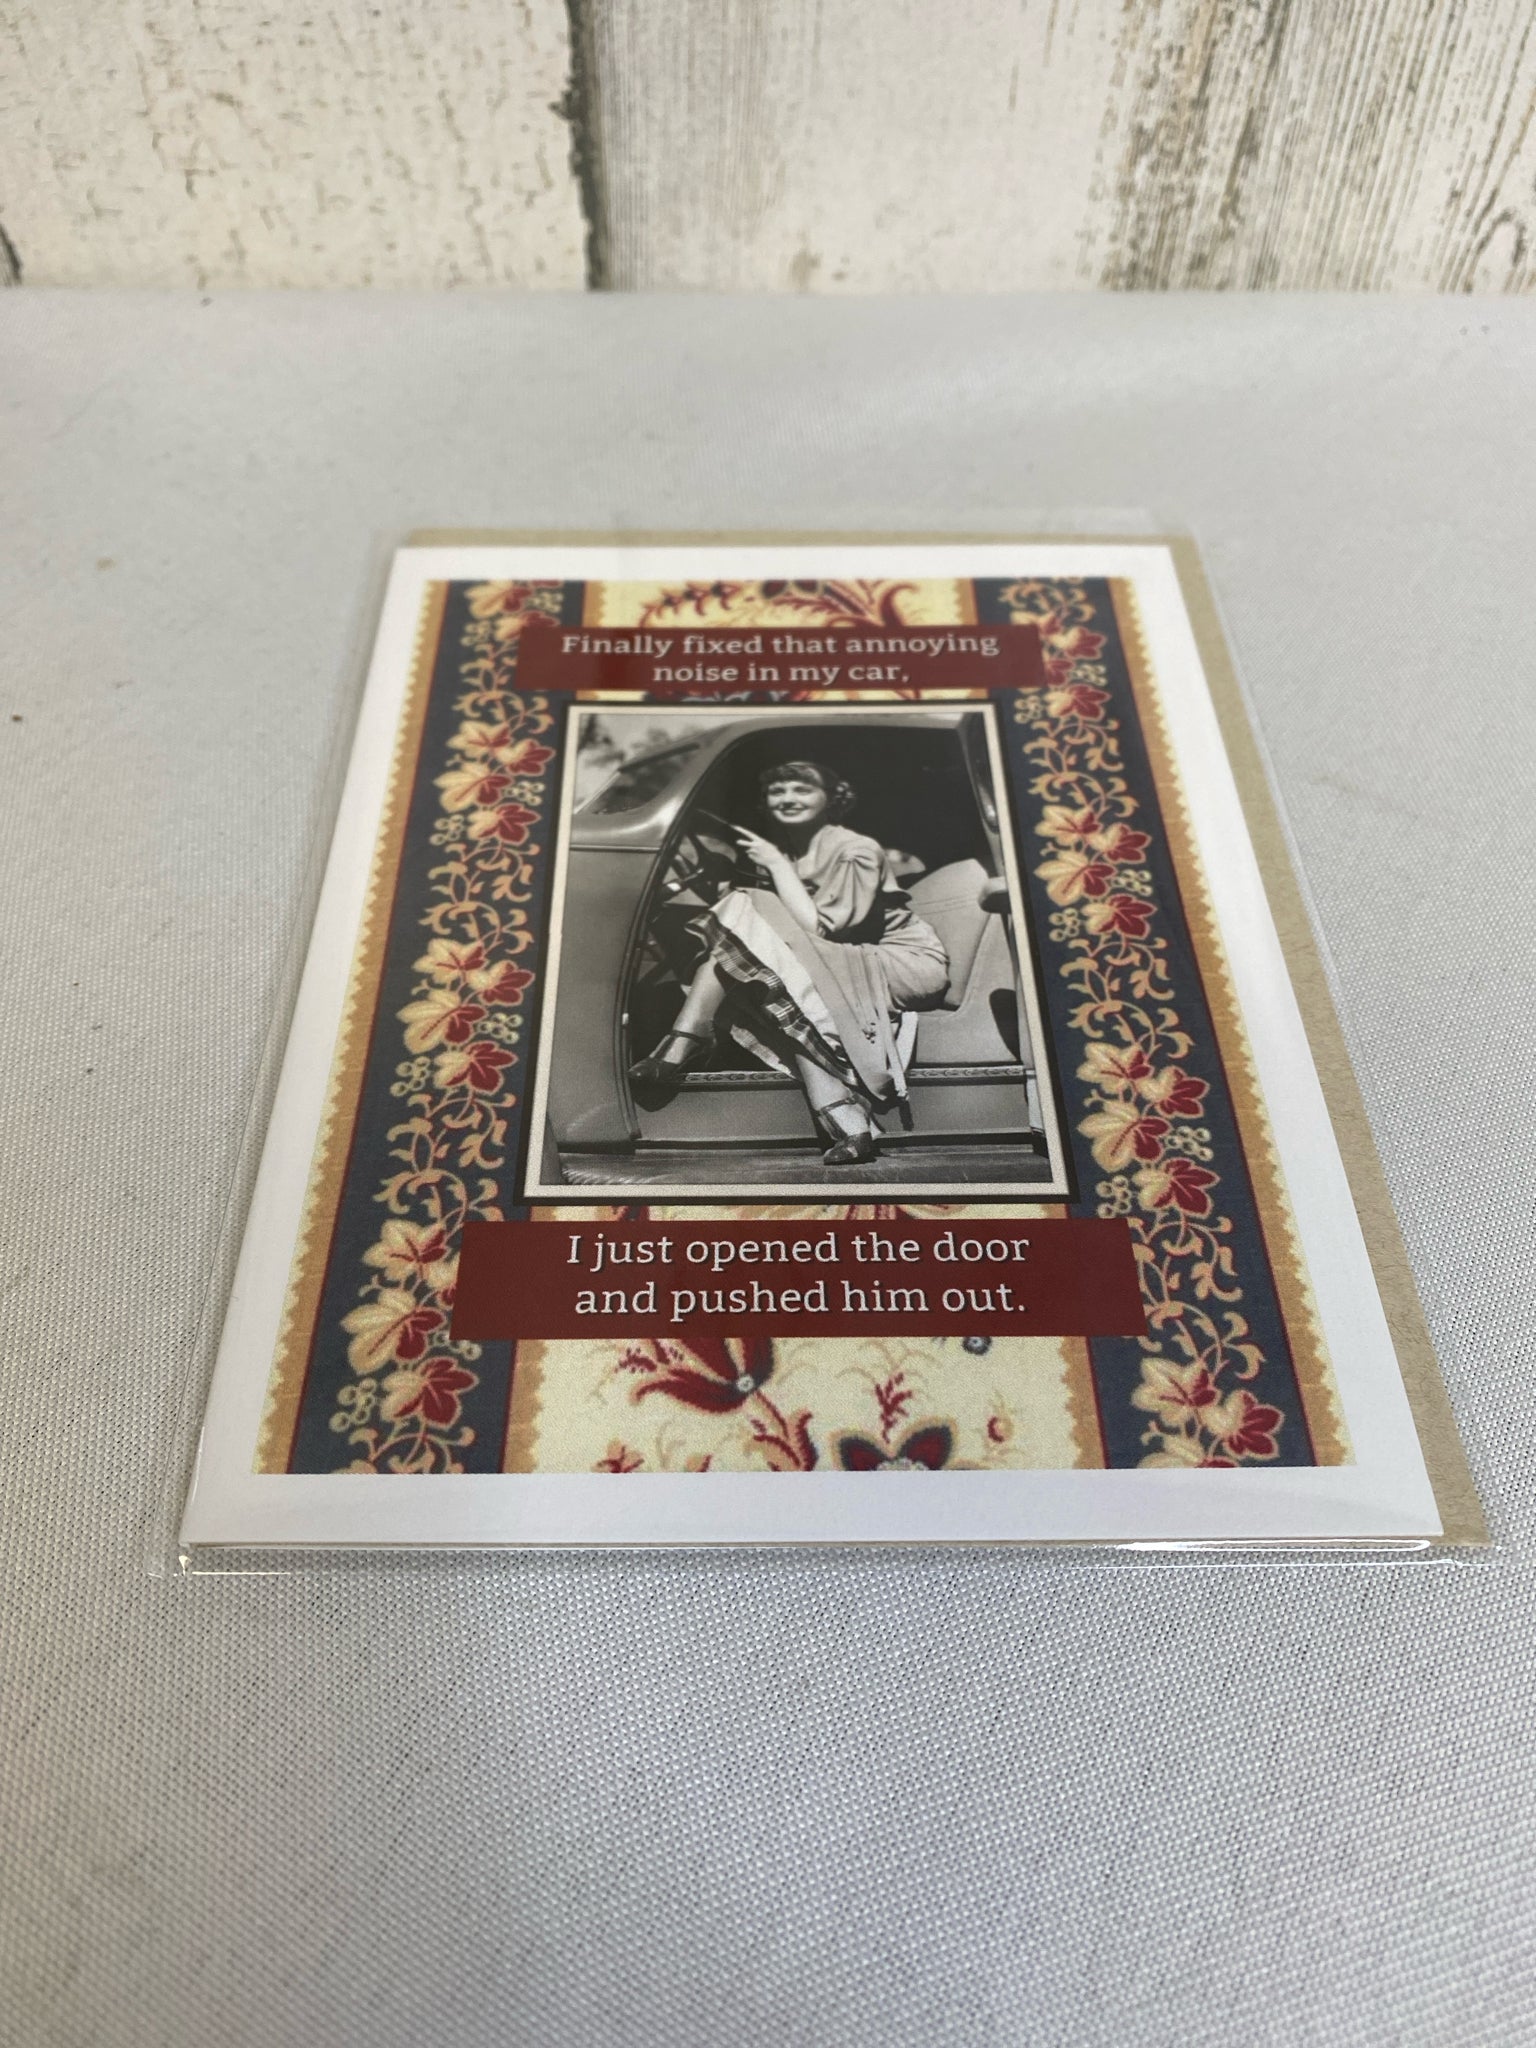 Finally fixed that annoying
noise in my car,
I just opened the door
and pushed him out.